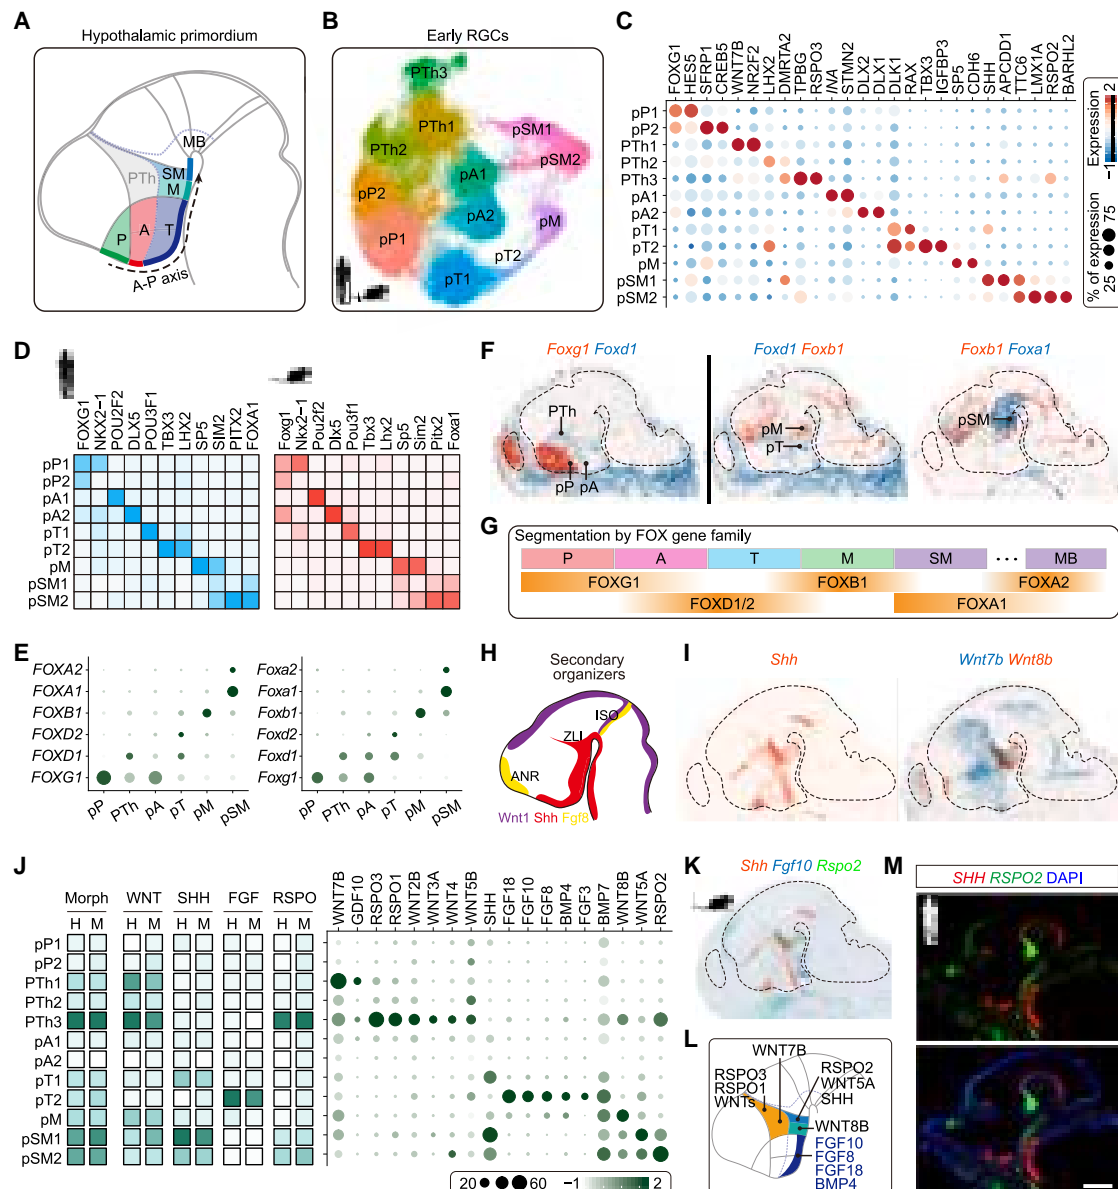 A
Hypothalamic primordium
MB
PTh
SM
M
P
A
T
A-P axis
B
Early RGCs
PTh3
PTh1
PTh2
pSM1
pSM2
pA1
pP2
pA2
pM
pP1
pT2
pT1
C
FOXG1 HES5 SFRP1 CREB5 WNT7B NR2F2 LHX2 DMRTA2 TPBG RSPO3 INA STMN2 DLX2 DLX1 DLK1 RAX TBX3 IGFBP3 SP5 CDH6 SHH APCDD1 TTC6 LMX1A RSPO2 BARHL2
pP1
pP2
PTh1
PTh2
PTh3
pA1
pA2
pT1
pT2
pM
pSM1
pSM2
Expression
−1 2
% of expression
25 75
D
FOXG1 NKX2−1 POU2F2 DLX5 POU3F1 TBX3 LHX2 SP5 SIM2 PITX2 FOXA1
Foxg1 Nkx2−1 Pou2f2 Dlx5 Pou3f1 Tbx3 Lhx2 Sp5 Sim2 Pitx2 Foxa1
pP1
pP2
pA1
pA2
pT1
pT2
pM
pSM1
pSM2
E
FOXA2
FOXA1
FOXB1
FOXD2
FOXD1
FOXG1
pP PTh pA pT pM pSM
Foxa2
Foxa1
Foxb1
Foxd2
Foxd1
Foxg1
pP PTh pA pT pM pSM
F
Foxg1 Foxd1
PTh
pP pA
Foxd1 Foxb1
pM
pT
Foxb1 Foxa1
pSM
G
Segmentation by FOX gene family
P A T M SM ··· MB
FOXG1 FOXB1 FOXA2
FOXD1/2 FOXA1
H
Secondary
organizers
ISO
ZLI
ANR
Wnt1 Shh Fgf8
I
Shh
Wnt7b Wnt8b
J
Morph WNT SHH FGF RSPO
H M H M H M H M H M
WNT7B GDF10 RSPO3 RSPO1 WNT2B WNT3A WNT4 WNT5B SHH FGF18 FGF10 FGF8 BMP4 FGF3 BMP7 WNT8B WNT5A RSPO2
pP1
pP2
PTh1
PTh2
PTh3
pA1
pA2
pT1
pT2
pM
pSM1
pSM2
20 60 −1 2
K
Shh Fgf10 Rspo2
L
WNT7B
RSPO3
RSPO1
WNTs
RSPO2
WNT5A
SHH
WNT8B
FGF10
FGF8
FGF18
BMP4
M
SHH RSPO2 DAPI